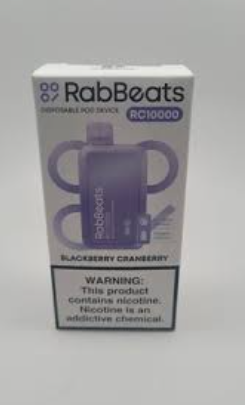 RabBeats
DISPOSABLE POD DEVICE
RC10000
RabBeats
BLACKBERRY CRANBERRY
WARNING:
This product
contains nicotine.
Nicotine is an
addictive chemical.